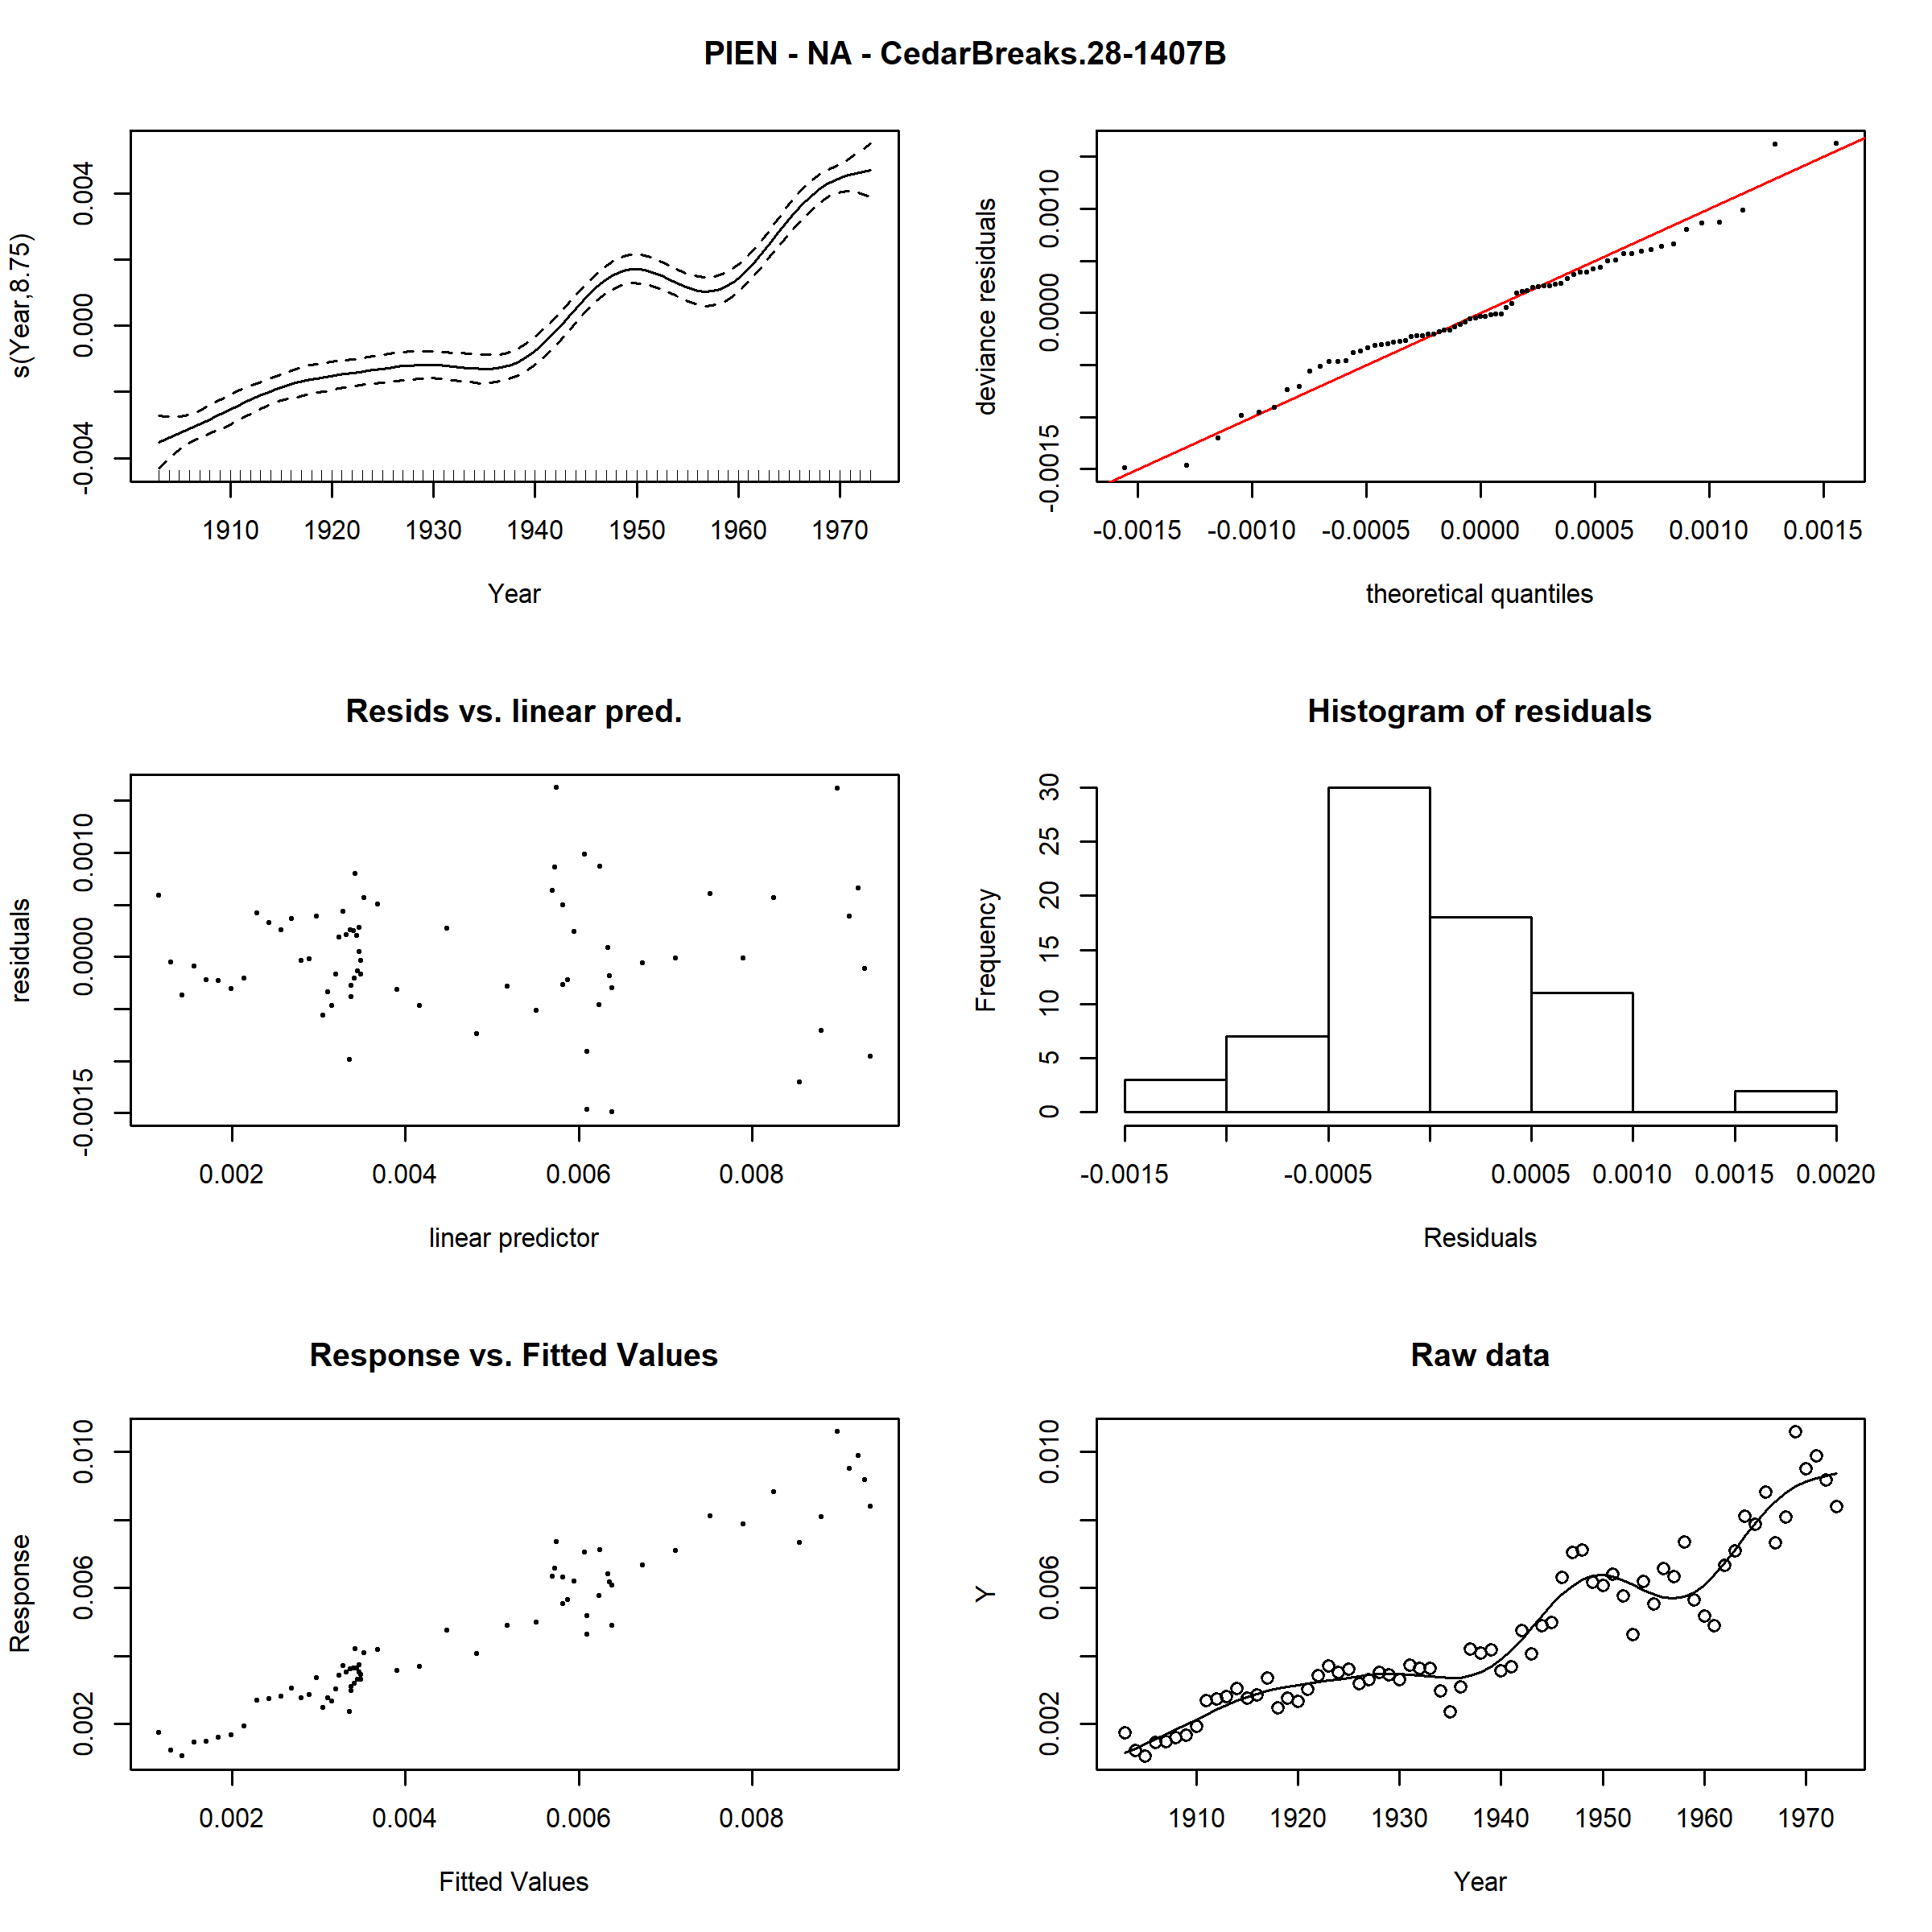 PIEN - NA - CedarBreaks.28-1407B
s(Year,8.75)
-0.004 0.000 0.004
1910 1920 1930 1940 1950 1960 1970
Year
deviance residuals
-0.0015 0.0000 0.0010
-0.0015 -0.0010 -0.0005 0.0000 0.0005 0.0010 0.0015
theoretical quantiles
Resids vs. linear pred.
residuals
-0.0015 0.0000 0.0010
0.002 0.004 0.006 0.008
linear predictor
Histogram of residuals
Frequency
0 5 10 15 20 25 30
-0.0015 -0.0005 0.0005 0.0010 0.0015 0.0020
Residuals
Response vs. Fitted Values
Response
0.002 0.006 0.010
0.002 0.004 0.006 0.008
Fitted Values
Raw data
Y
0.002 0.006 0.010
1910 1920 1930 1940 1950 1960 1970
Year